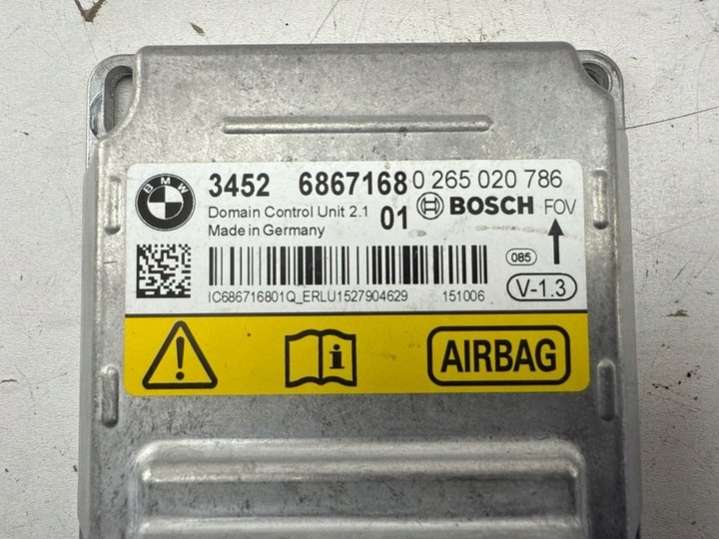 BMW
3452 6867168 0 265 020 786
Domain Control Unit 2.1 01 BOSCH FOV
Made in Germany
085
IC686716801Q_ERLU1527904629 151006 V-1.3
i AIRBAG